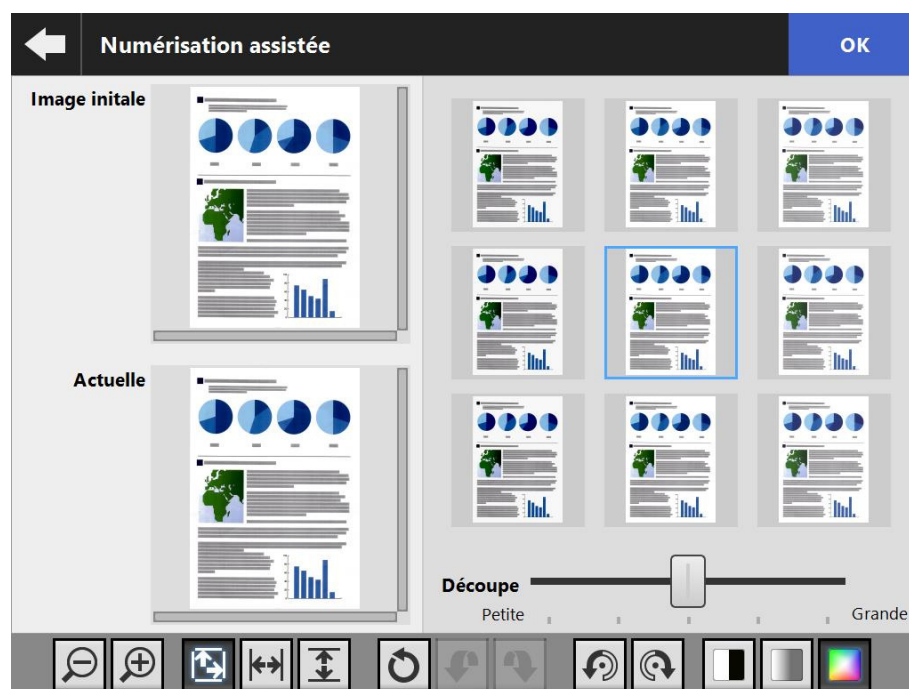 Numérisation assistée
OK
Image initale
Actuelle
Découpe
Petite
Grande